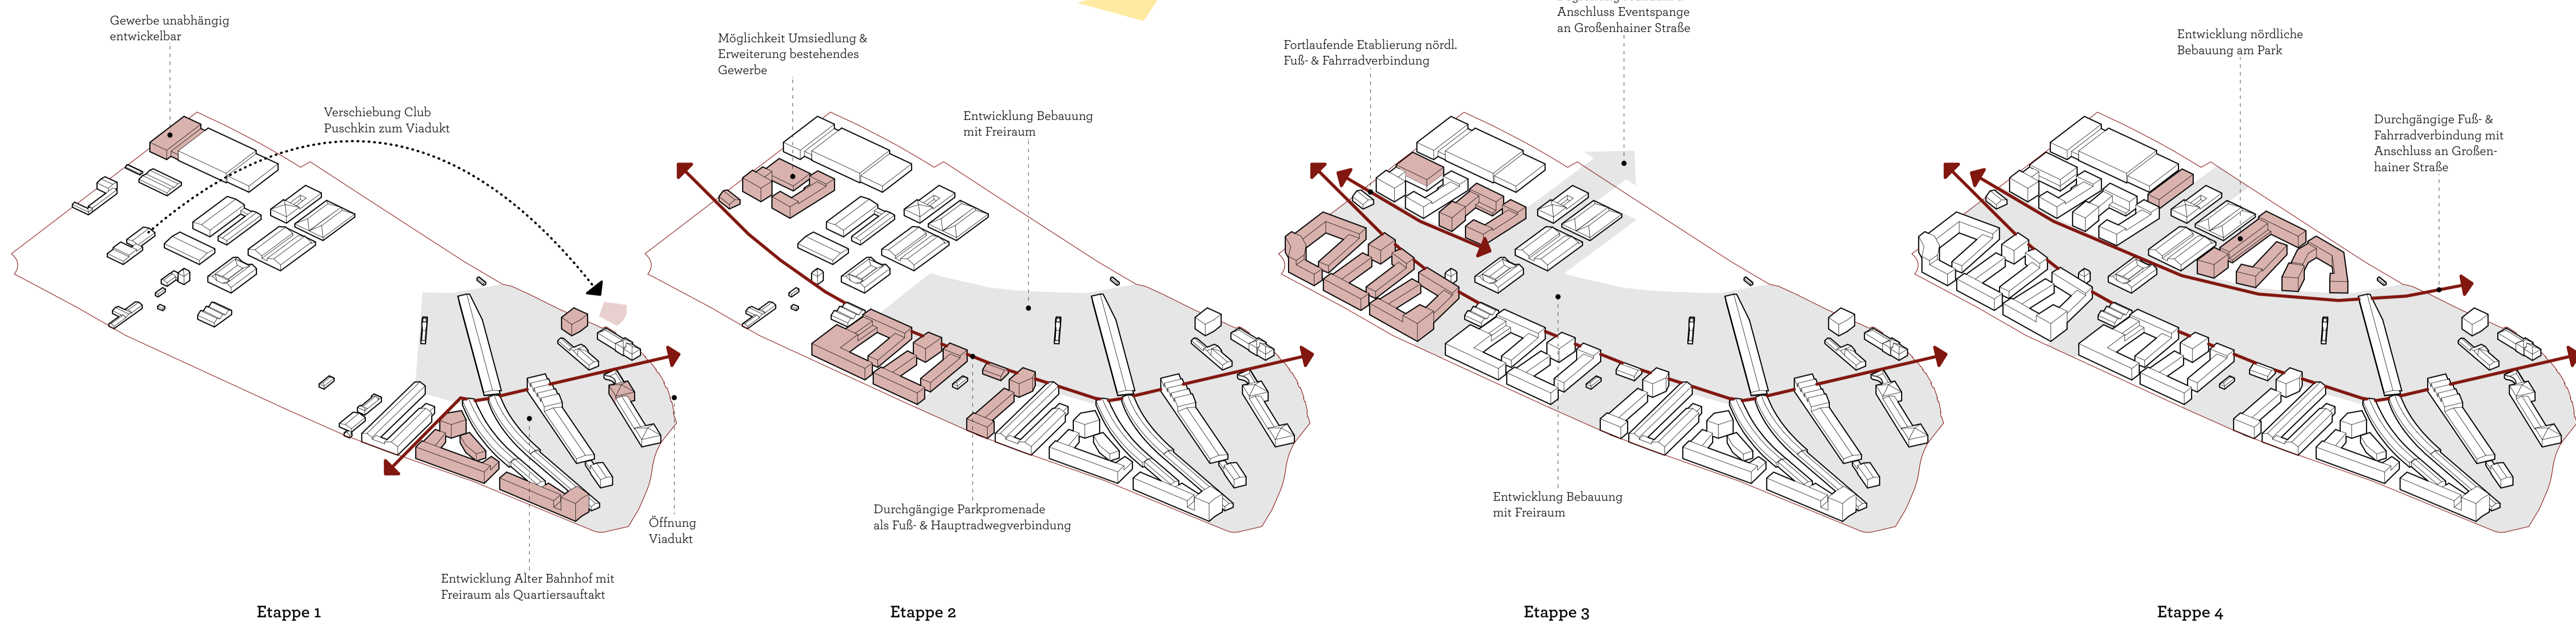 Gewerbe unabhängig
entwickelbar
Verschiebung Club
Puschkin zum Viadukt
Öffnung
Viadukt
Entwicklung Alter Bahnhof mit
Freiraum als Quartiersauftakt
Etappe 1
Möglichkeit Umsiedlung &
Erweiterung bestehendes
Gewerbe
Entwicklung Bebauung
mit Freiraum
Durchgängige Parkpromenade
als Fuß- & Hauptradwegverbindung
Etappe 2
Fortlaufende Etablierung nördl.
Fuß- & Fahrradverbindung
Anschluss Eventspange
an Großenhainer Straße
Entwicklung Bebauung
mit Freiraum
Etappe 3
Entwicklung nördliche
Bebauung am Park
Durchgängige Fuß- &
Fahrradverbindung mit
Anschluss an Großen-
hainer Straße
Etappe 4